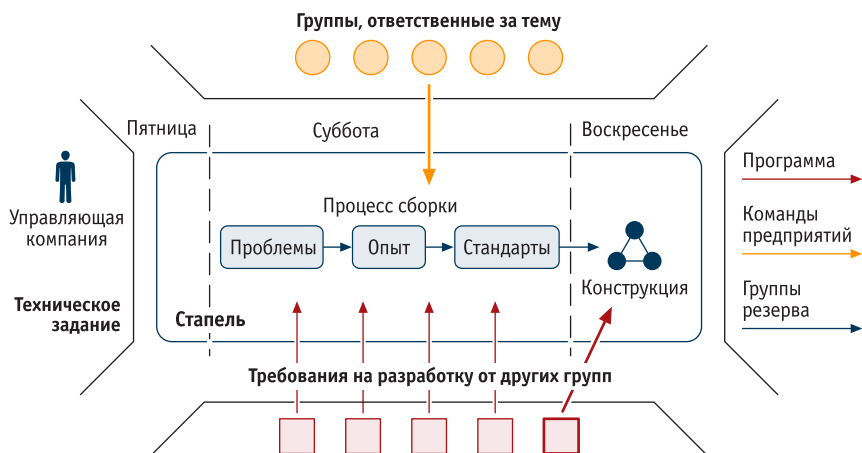 Группы, ответственные за тему
Пятница
Суббота
Воскресенье
Управляющая
компания
Техническое
задание
Процесс сборки
Проблемы
Опыт
Стандарты
Конструкция
Стапель
Требования на разработку от других групп
Программа
Команды
предприятий
Группы
резерва